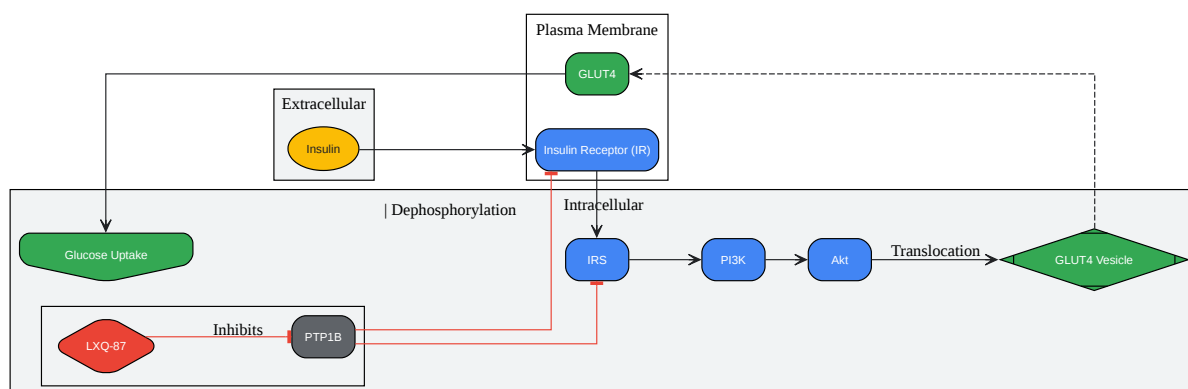 Plasma Membrane
GLUT4
Extracellular
Insulin
Insulin Receptor (IR)
| Dephosphorylation
Intracellular
Glucose Uptake
IRS
PI3K
Akt
Translocation
GLUT4 Vesicle
LXQ-87
Inhibits
PTP1B